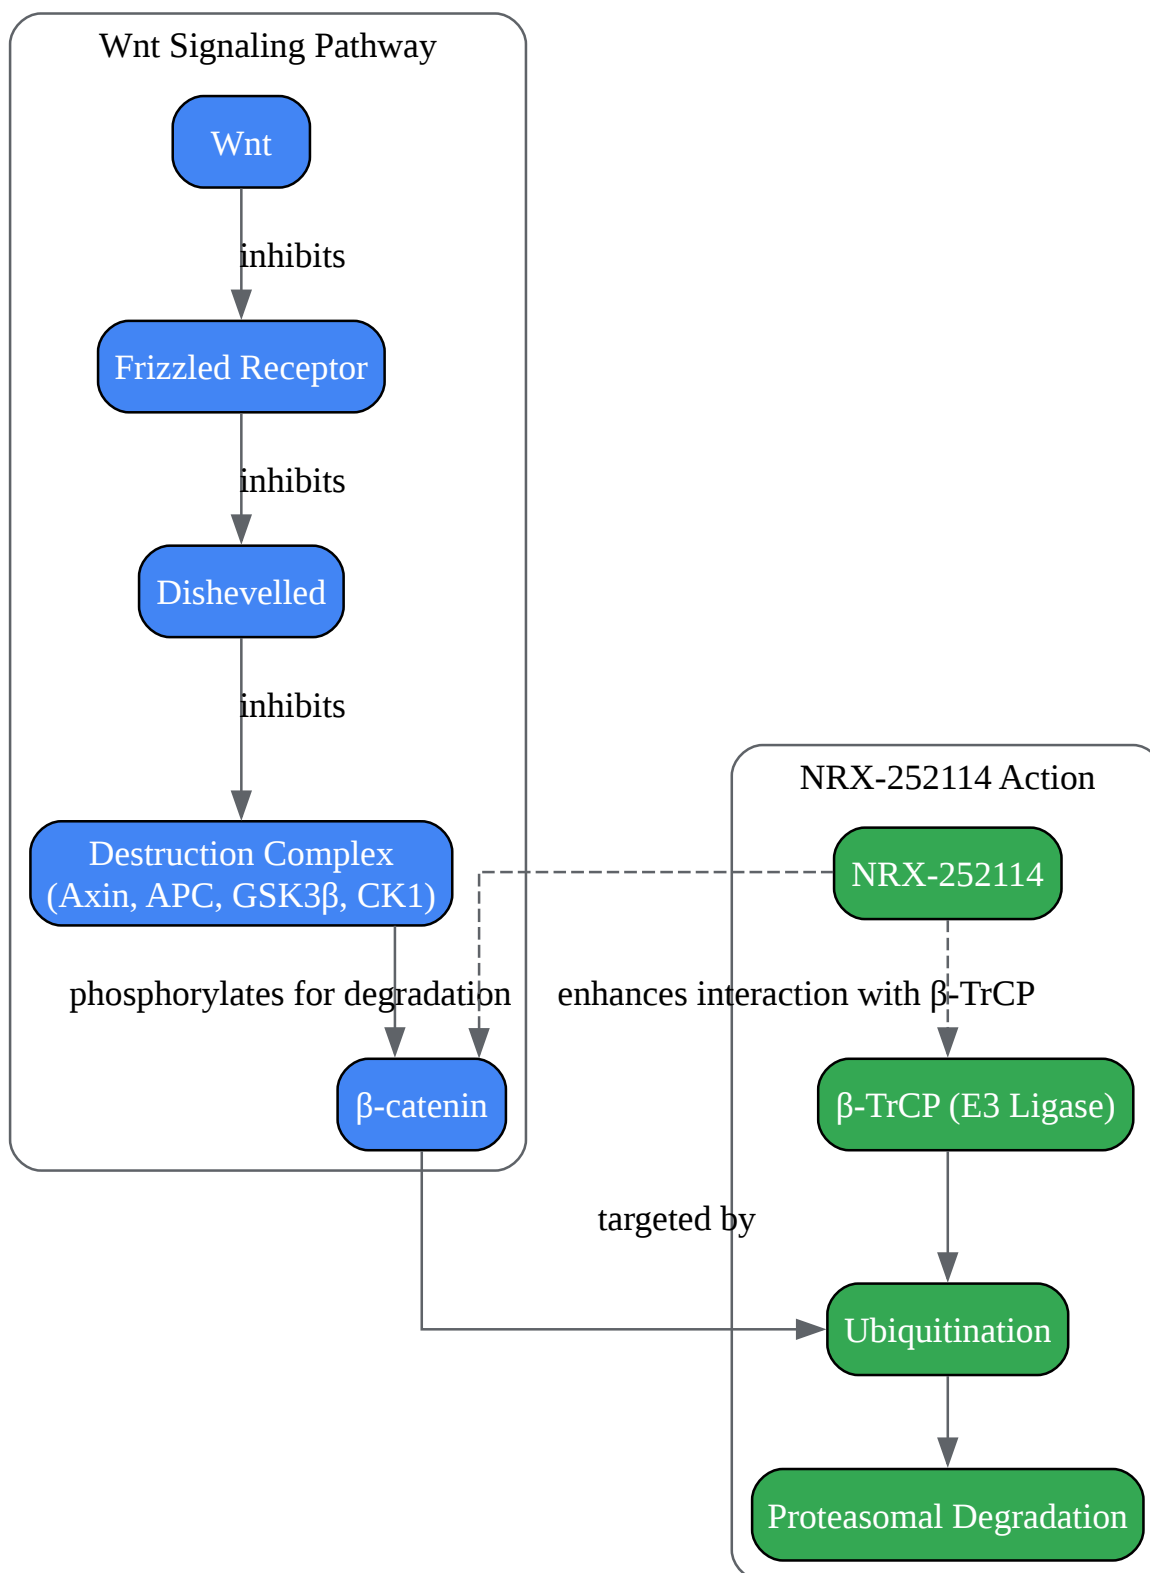 Wnt Signaling Pathway
Wnt
inhibits
Frizzled Receptor
inhibits
Dishevelled
inhibits
Destruction Complex
(Axin, APC, GSK3β, CK1)
phosphorylates for degradation
β-catenin
NRX-252114 Action
NRX-252114
enhances interaction with β-TrCP
β-TrCP (E3 Ligase)
targeted by
Ubiquitination
Proteasomal Degradation